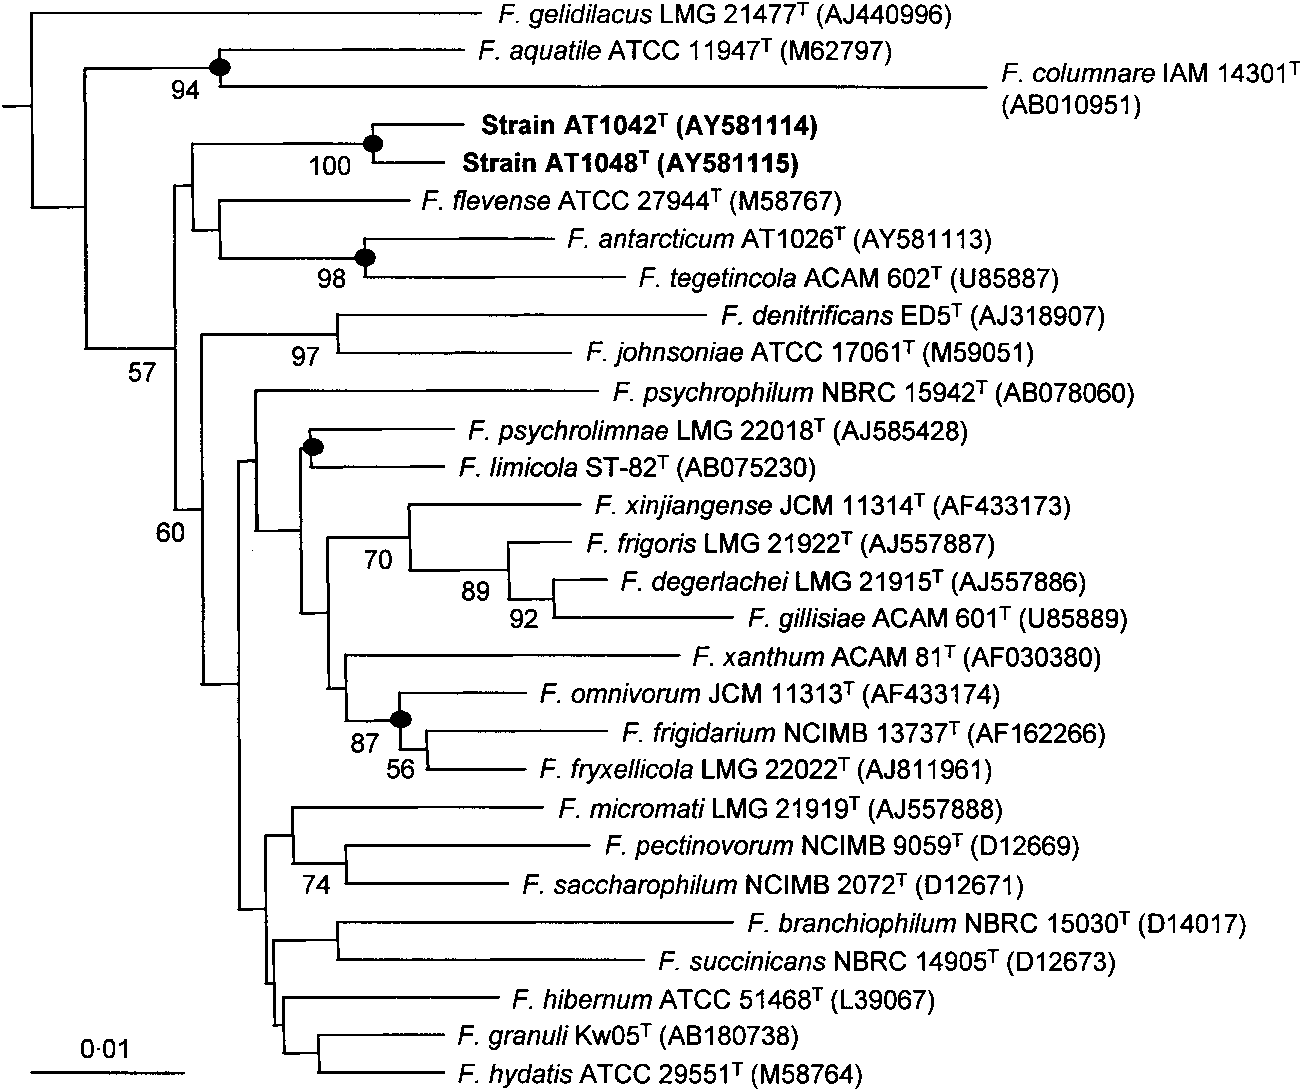 F. gelidilacus LMG 21477ᵀ (AJ440996)
F. aquatile ATCC 11947ᵀ (M62797)
F. columnare IAM 14301ᵀ
(AB010951)
94
Strain AT1042ᵀ (AY581114)
100
Strain AT1048ᵀ (AY581115)
F. flevense ATCC 27944ᵀ (M58767)
F. antarcticum AT1026ᵀ (AY581113)
98
F. tegetincola ACAM 602ᵀ (U85887)
F. denitrificans ED5ᵀ (AJ318907)
97
F. johnsoniae ATCC 17061ᵀ (M59051)
57
F. psychrophilum NBRC 15942ᵀ (AB078060)
F. psychrolimnae LMG 22018ᵀ (AJ585428)
F. limicola ST-82ᵀ (AB075230)
F. xinjiangense JCM 11314ᵀ (AF433173)
60
F. frigoris LMG 21922ᵀ (AJ557887)
70
F. degerlachei LMG 21915ᵀ (AJ557886)
89
F. gillisiae ACAM 601ᵀ (U85889)
92
F. xanthum ACAM 81ᵀ (AF030380)
F. omnivorum JCM 11313ᵀ (AF433174)
F. frigidarium NCIMB 13737ᵀ (AF162266)
87
F. fryxellicola LMG 22022ᵀ (AJ811961)
56
F. micromati LMG 21919ᵀ (AJ557888)
F. pectinovorum NCIMB 9059ᵀ (D12669)
74
F. saccharophilum NCIMB 2072ᵀ (D12671)
F. branchiophilum NBRC 15030ᵀ (D14017)
F. succinicans NBRC 14905ᵀ (D12673)
F. hibernum ATCC 51468ᵀ (L39067)
F. granuli Kw05ᵀ (AB180738)
0·01
F. hydatis ATCC 29551ᵀ (M58764)